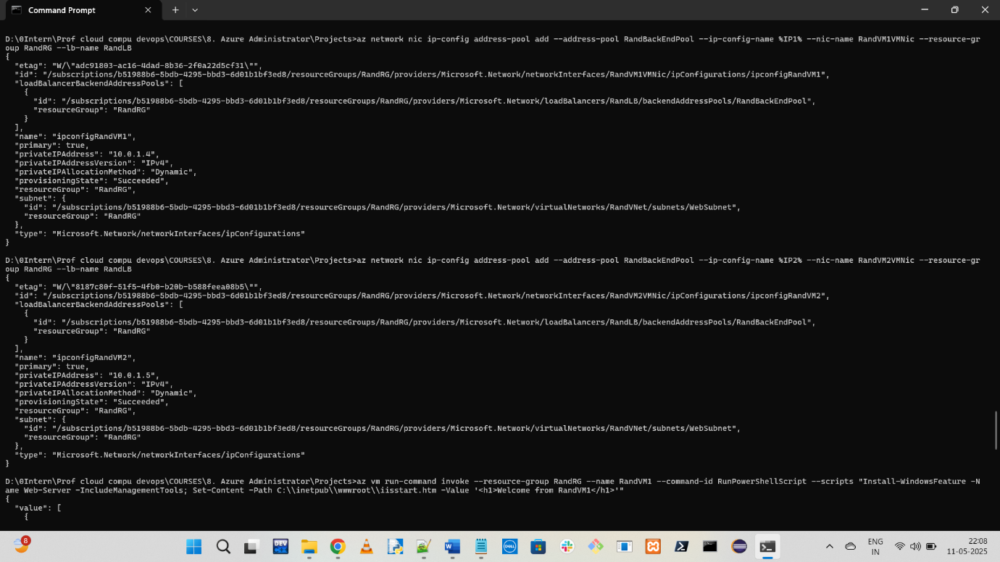 Command Prompt
D:\0Intern\Prof cloud compu devops\COURSES\8. Azure Administrator\Projects>az network nic ip-config address-pool add --address-pool RandBackEndPool --ip-config-name %IP1% --nic-name RandVM1VMNic --resource-gr
oup RandRG --lb-name RandLB
{
  "etag": "W/\"adc91803-ac16-4dad-8b36-2f0a22d5cf31\"",
  "id": "/subscriptions/b51988b6-5bdb-4295-bbd3-6d01b1bf3ed8/resourceGroups/RandRG/providers/Microsoft.Network/networkInterfaces/RandVM1VMNic/ipConfigurations/ipconfigRandVM1",
  "loadBalancerBackendAddressPools": [
    {
      "id": "/subscriptions/b51988b6-5bdb-4295-bbd3-6d01b1bf3ed8/resourceGroups/RandRG/providers/Microsoft.Network/loadBalancers/RandLB/backendAddressPools/RandBackEndPool",
      "resourceGroup": "RandRG"
    }
  ],
  "name": "ipconfigRandVM1",
  "primary": true,
  "privateIPAddress": "10.0.1.4",
  "privateIPAddressVersion": "IPv4",
  "privateIPAllocationMethod": "Dynamic",
  "provisioningState": "Succeeded",
  "resourceGroup": "RandRG",
  "subnet": {
    "id": "/subscriptions/b51988b6-5bdb-4295-bbd3-6d01b1bf3ed8/resourceGroups/RandRG/providers/Microsoft.Network/virtualNetworks/RandVNet/subnets/WebSubnet",
    "resourceGroup": "RandRG"
  },
  "type": "Microsoft.Network/networkInterfaces/ipConfigurations"
}
D:\0Intern\Prof cloud compu devops\COURSES\8. Azure Administrator\Projects>az network nic ip-config address-pool add --address-pool RandBackEndPool --ip-config-name %IP2% --nic-name RandVM2VMNic --resource-gr
oup RandRG --lb-name RandLB
{
  "etag": "W/\"8187c80f-51f5-4fb0-b20b-b588feea08b5\"",
  "id": "/subscriptions/b51988b6-5bdb-4295-bbd3-6d01b1bf3ed8/resourceGroups/RandRG/providers/Microsoft.Network/networkInterfaces/RandVM2VMNic/ipConfigurations/ipconfigRandVM2",
  "loadBalancerBackendAddressPools": [
    {
      "id": "/subscriptions/b51988b6-5bdb-4295-bbd3-6d01b1bf3ed8/resourceGroups/RandRG/providers/Microsoft.Network/loadBalancers/RandLB/backendAddressPools/RandBackEndPool",
      "resourceGroup": "RandRG"
    }
  ],
  "name": "ipconfigRandVM2",
  "primary": true,
  "privateIPAddress": "10.0.1.5",
  "privateIPAddressVersion": "IPv4",
  "privateIPAllocationMethod": "Dynamic",
  "provisioningState": "Succeeded",
  "resourceGroup": "RandRG",
  "subnet": {
    "id": "/subscriptions/b51988b6-5bdb-4295-bbd3-6d01b1bf3ed8/resourceGroups/RandRG/providers/Microsoft.Network/virtualNetworks/RandVNet/subnets/WebSubnet",
    "resourceGroup": "RandRG"
  },
  "type": "Microsoft.Network/networkInterfaces/ipConfigurations"
}
D:\0Intern\Prof cloud compu devops\COURSES\8. Azure Administrator\Projects>az vm run-command invoke --resource-group RandRG --name RandVM1 --command-id RunPowerShellScript --scripts "Install-WindowsFeature -N
ame Web-Server -IncludeManagementTools; Set-Content -Path C:\\inetpub\\wwwroot\\iisstart.htm -Value '<h1>Welcome from RandVM1</h1>'"
{
  "value": [
    {
8
DEV
DELL
ENG
IN
22:08
11-05-2025